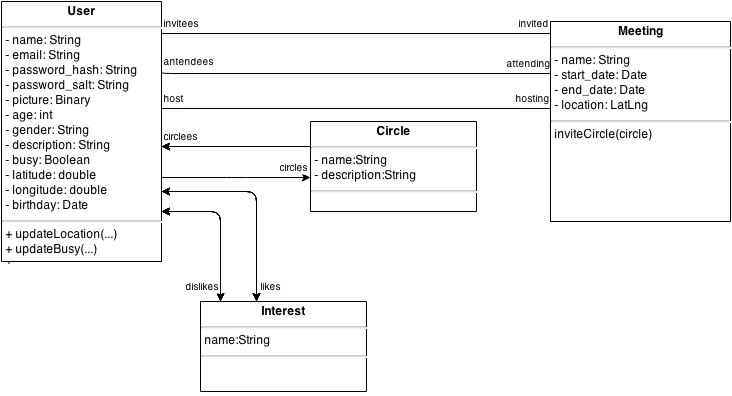 User
- name: String
- email: String
- password_hash: String
- password_salt: String
- picture: Binary
- age: int
- gender: String
- description: String
- busy: Boolean
- latitude: double
- longitude: double
- birthday: Date
+ updateLocation(...)
+ updateBusy(...)
invitees
invited
antendees
attending
host
hosting
Meeting
- name: String
- start_date: Date
- end_date: Date
- location: LatLng
inviteCircle(circle)
circlees
circles
Circle
- name:String
- description:String
dislikes
likes
Interest
name:String